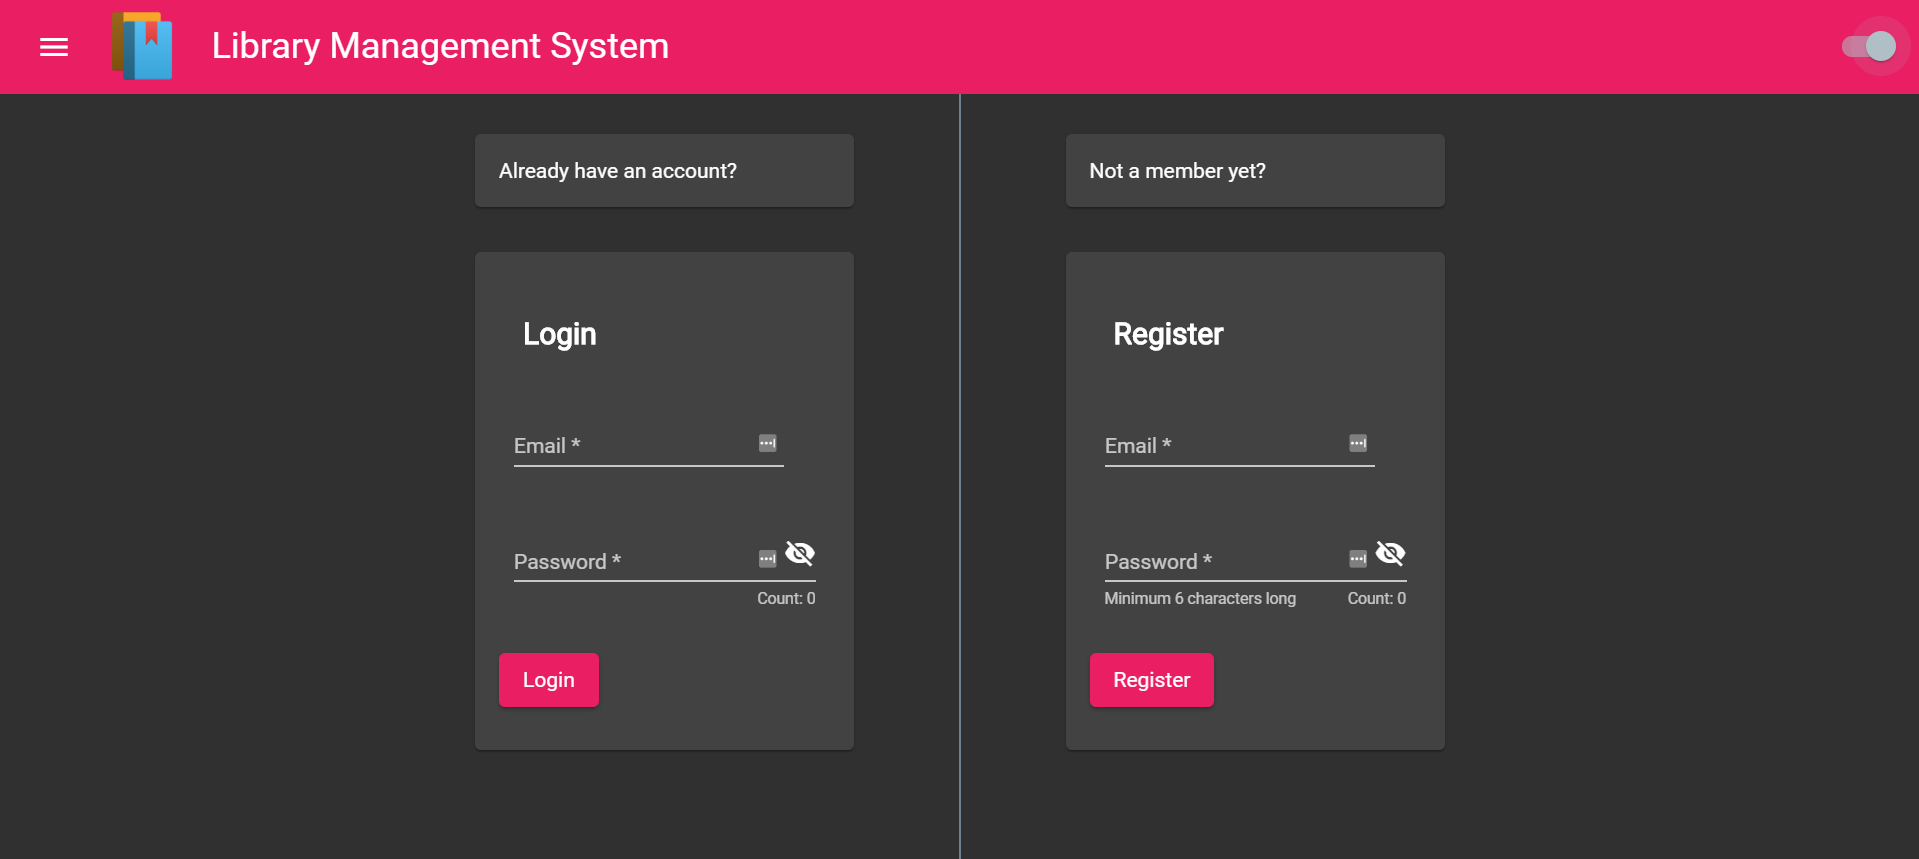 Library Management System
Already have an account?
Login
Email *
Password *
Count: 0
Login
Not a member yet?
Register
Email *
Password *
Minimum 6 characters long
Count: 0
Register